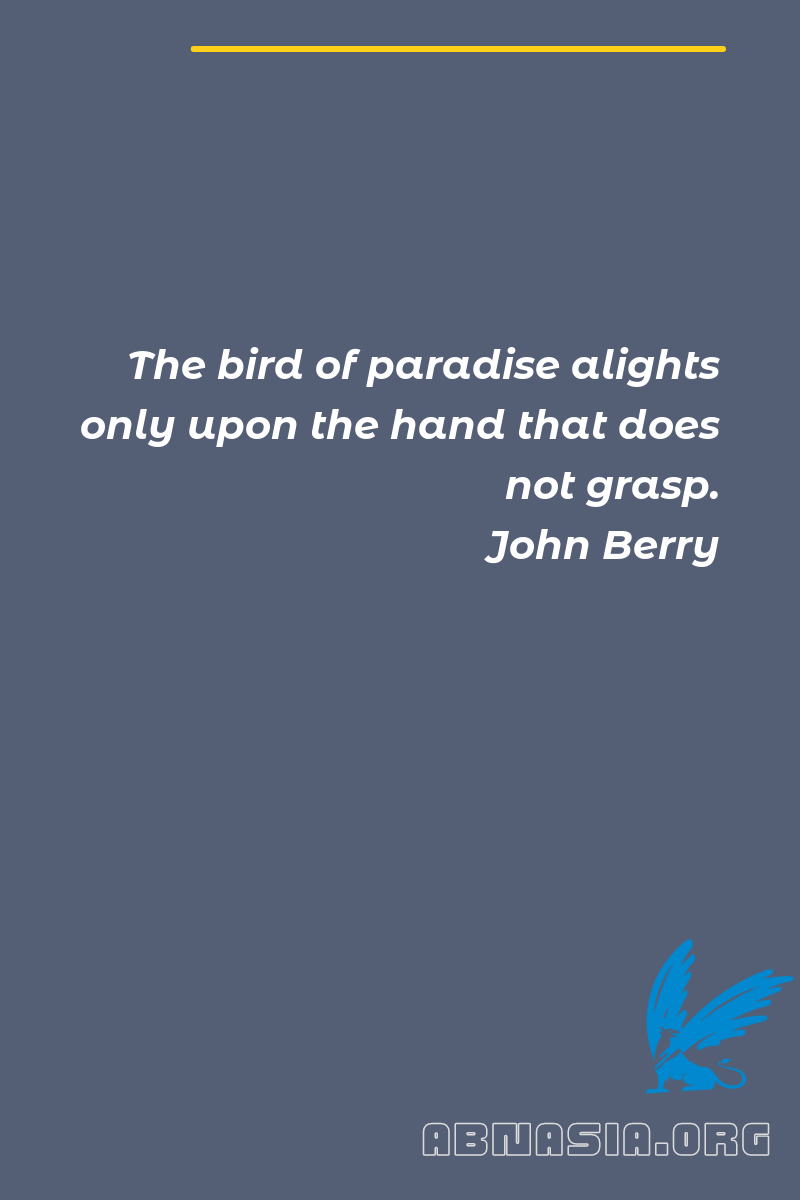 The bird of paradise alights
only upon the hand that does
not grasp.
John Berry
ABNASIA.ORG